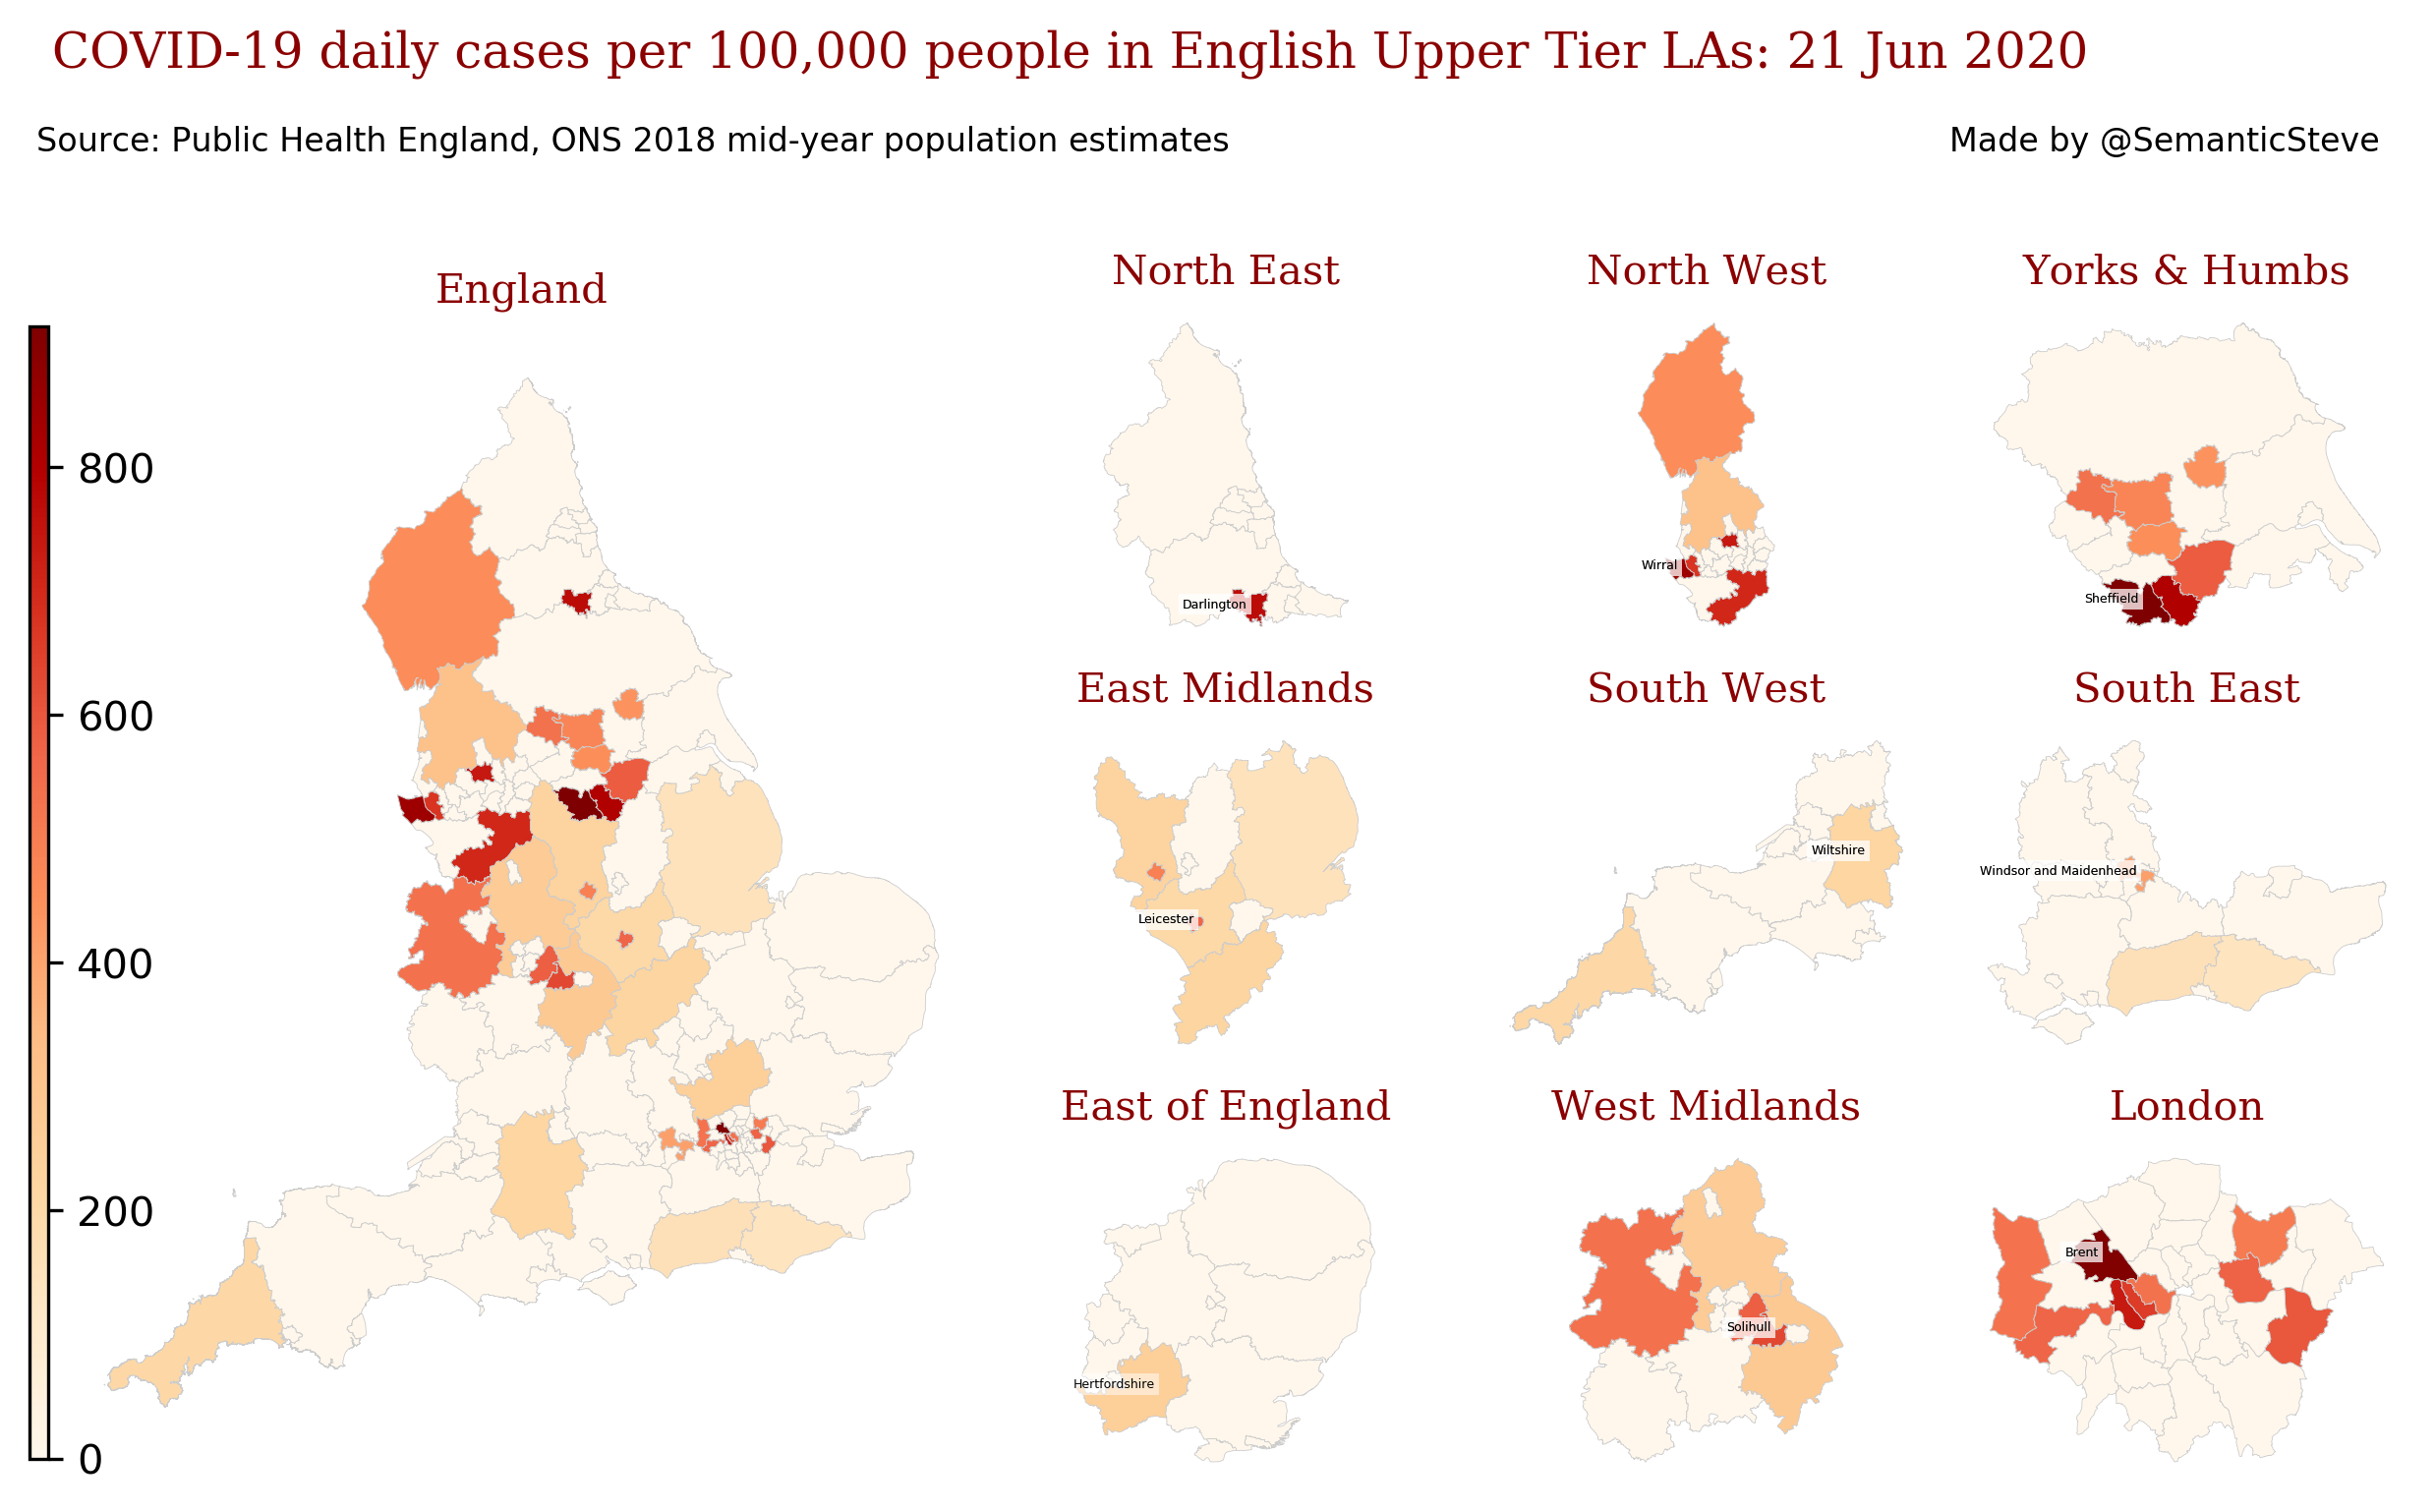 COVID-19 daily cases per 100,000 people in English Upper Tier LAs: 21 Jun 2020
Source: Public Health England, ONS 2018 mid-year population estimates
Made by @SemanticSteve
England
North East
North West
Yorks & Humbs
800
600
400
200
0
Darlington
Wirral
Sheffield
East Midlands
South West
South East
Leicester
Wiltshire
Windsor and Maidenhead
East of England
West Midlands
London
Hertfordshire
Solihull
Brent